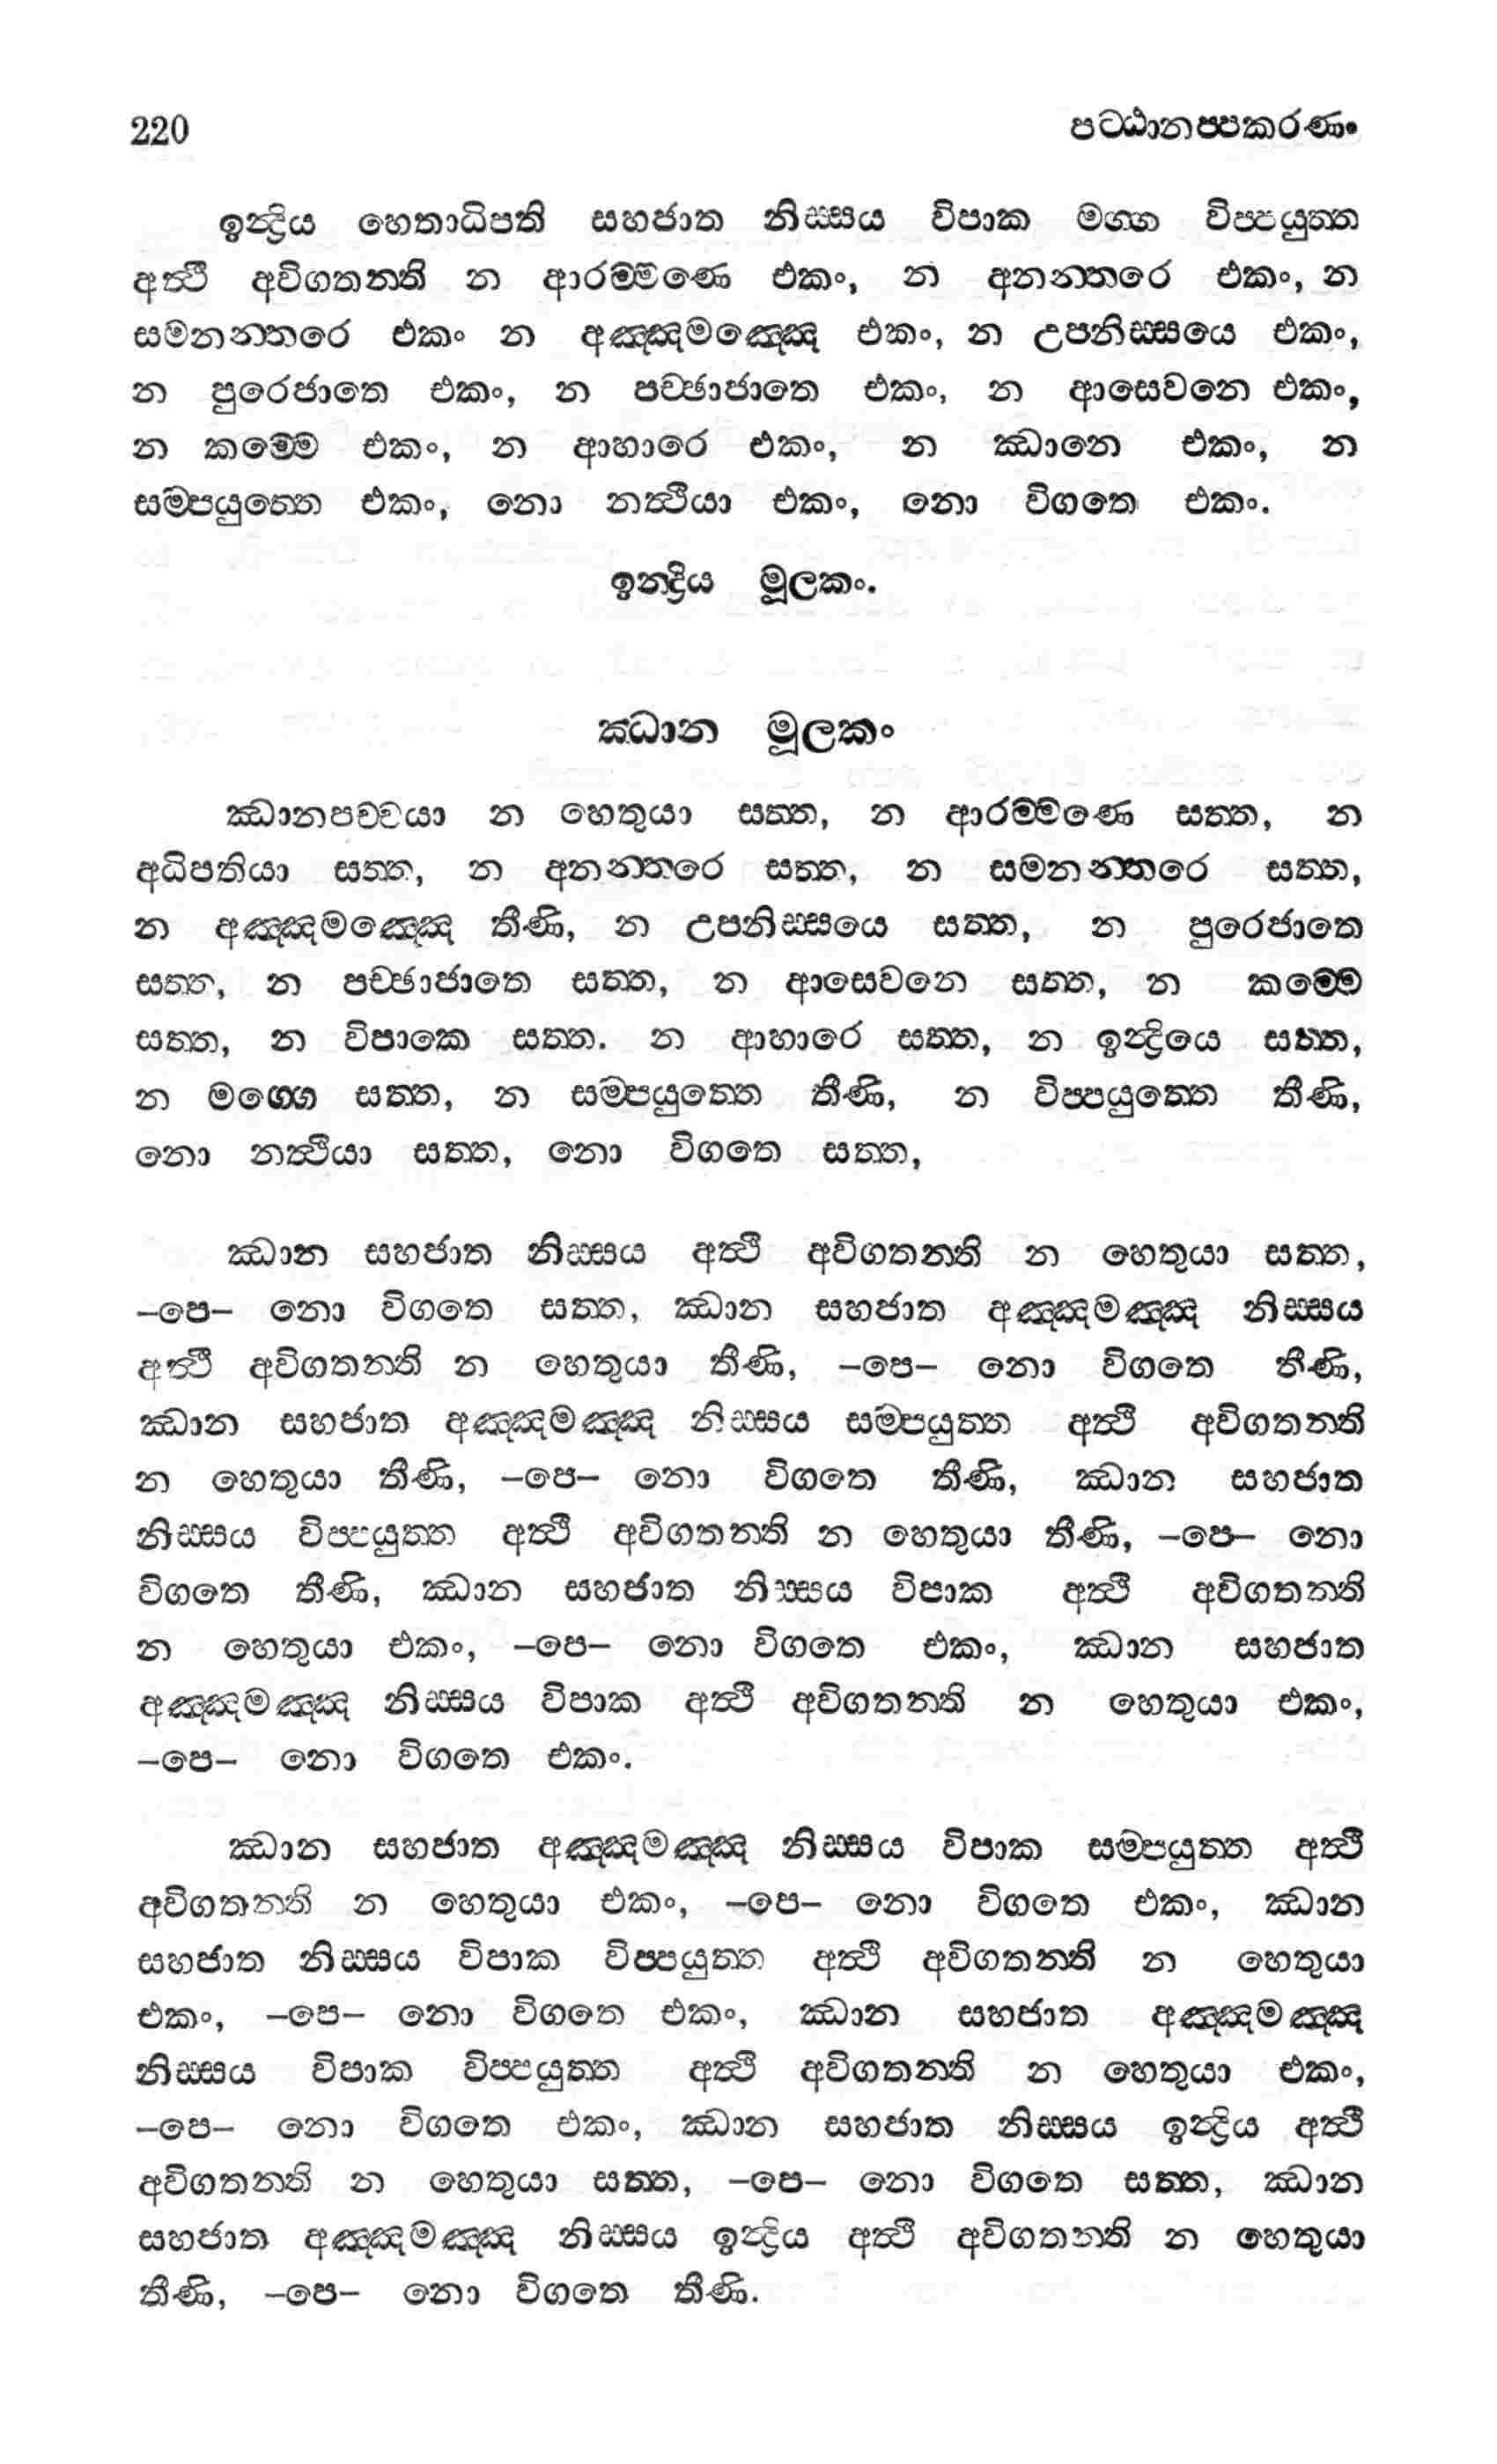 220 පට්ඨානප්පකරණං
ඉන්ද්‍රිය හෙතාධිපති සහජාත නිස්සය විපාක මග්ග විප්පයුත්ත
අත්ථි අවිගතන්ති න ආරම්මණෙ එකං, න අනන්තරෙ එකං, න
සමනන්තරෙ එකං න අඤ්ඤමඤ්ඤෙ එකං, න උපනිස්සයෙ එකං,
න පුරෙජාතෙ එකං, න පච්ඡාජාතෙ එකං, න ආසෙවනෙ එකං,
න කම්මෙ එකං, න ආහාරෙ එකං, න ඣානෙ එකං, න
සම්පයුත්තෙ එකං, නො නත්ථියා එකං, නො විගතෙ එකං.
ඉන්ද්‍රිය මූලකං.
ඣාන මූලකං
ඣානපච්චයා න හෙතුයා සත්ත, න ආරම්මණෙ සත්ත, න
අධිපතියා සත්ත, න අනන්තරෙ සත්ත, න සමනන්තරෙ සත්ත,
න අඤ්ඤමඤ්ඤෙ තීණි, න උපනිස්සයෙ සත්ත, න පුරෙජාතෙ
සත්ත, න පච්ඡාජාතෙ සත්ත, න ආසෙවනෙ සත්ත, න කම්මෙ
සත්ත, න විපාකෙ සත්ත. න ආහාරෙ සත්ත, න ඉන්ද්‍රියෙ සත්ත,
න මග්ගෙ සත්ත, න සම්පයුත්තෙ තීණි, න විප්පයුත්තෙ තීණි,
නො නත්ථියා සත්ත, නො විගතෙ සත්ත,
ඣාන සහජාත නිස්සය අත්ථි අවිගතන්ති න හෙතුයා සත්ත,
–පෙ– නො විගතෙ සත්ත, ඣාන සහජාත අඤ්ඤමඤ්ඤ නිස්සය
අත්ථි අවිගතන්ති න හෙතුයා තීණි, –පෙ– නො විගතෙ තීණි,
ඣාන සහජාත අඤ්ඤමඤ්ඤ නිස්සය සම්පයුත්ත අත්ථි අවිගතන්ති
න හෙතුයා තීණි, –පෙ– නො විගතෙ තීණි, ඣාන සහජාත
නිස්සය විප්පයුත්ත අත්ථි අවිගතන්ති න හෙතුයා තීණි, –පෙ– නො
විගතෙ තීණි, ඣාන සහජාත නිස්සය විපාක අත්ථි අවිගතන්ති
න හෙතුයා එකං, –පෙ– නො විගතෙ එකං, ඣාන සහජාත
අඤ්ඤමඤ්ඤ නිස්සය විපාක අත්ථි අවිගතන්ති න හෙතුයා එකං,
–පෙ– නො විගතෙ එකං.
ඣාන සහජාත අඤ්ඤමඤ්ඤ නිස්සය විපාක සම්පයුත්ත අත්ථි
අවිගතන්ති න හෙතුයා එකං, –පෙ– නො විගතෙ එකං, ඣාන
සහජාත නිස්සය විපාක විප්පයුත්ත අත්ථි අවිගතන්ති න හෙතුයා
එකං, –පෙ– නො විගතෙ එකං, ඣාන සහජාත අඤ්ඤමඤ්ඤ
නිස්සය විපාක විප්පයුත්ත අත්ථි අවිගතන්ති න හෙතුයා එකං,
–පෙ– නො විගතෙ එකං, ඣාන සහජාත නිස්සය ඉන්ද්‍රිය අත්ථි
අවිගතන්ති න හෙතුයා සත්ත, –පෙ– නො විගතෙ සත්ත, ඣාන
සහජාත අඤ්ඤමඤ්ඤ නිස්සය ඉන්ද්‍රිය අත්ථි අවිගතන්ති න හෙතුයා
තීණි, –පෙ– නො විගතෙ තීණි.